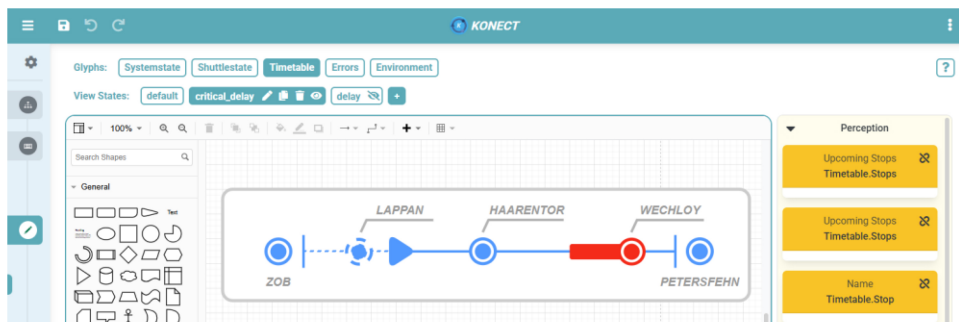 KONECT
Glyphs: Systemstate Shuttlestate Timetable Errors Environment
?
View States: default critical_delay delay +
100%
Perception
Search Shapes
General
Text
Upcoming Stops
Timetable.Stops
Upcoming Stops
Timetable.Stops
Name
Timetable.Stop
LAPPAN HAARENTOR WECHLOY
ZOB PETERSFEHN